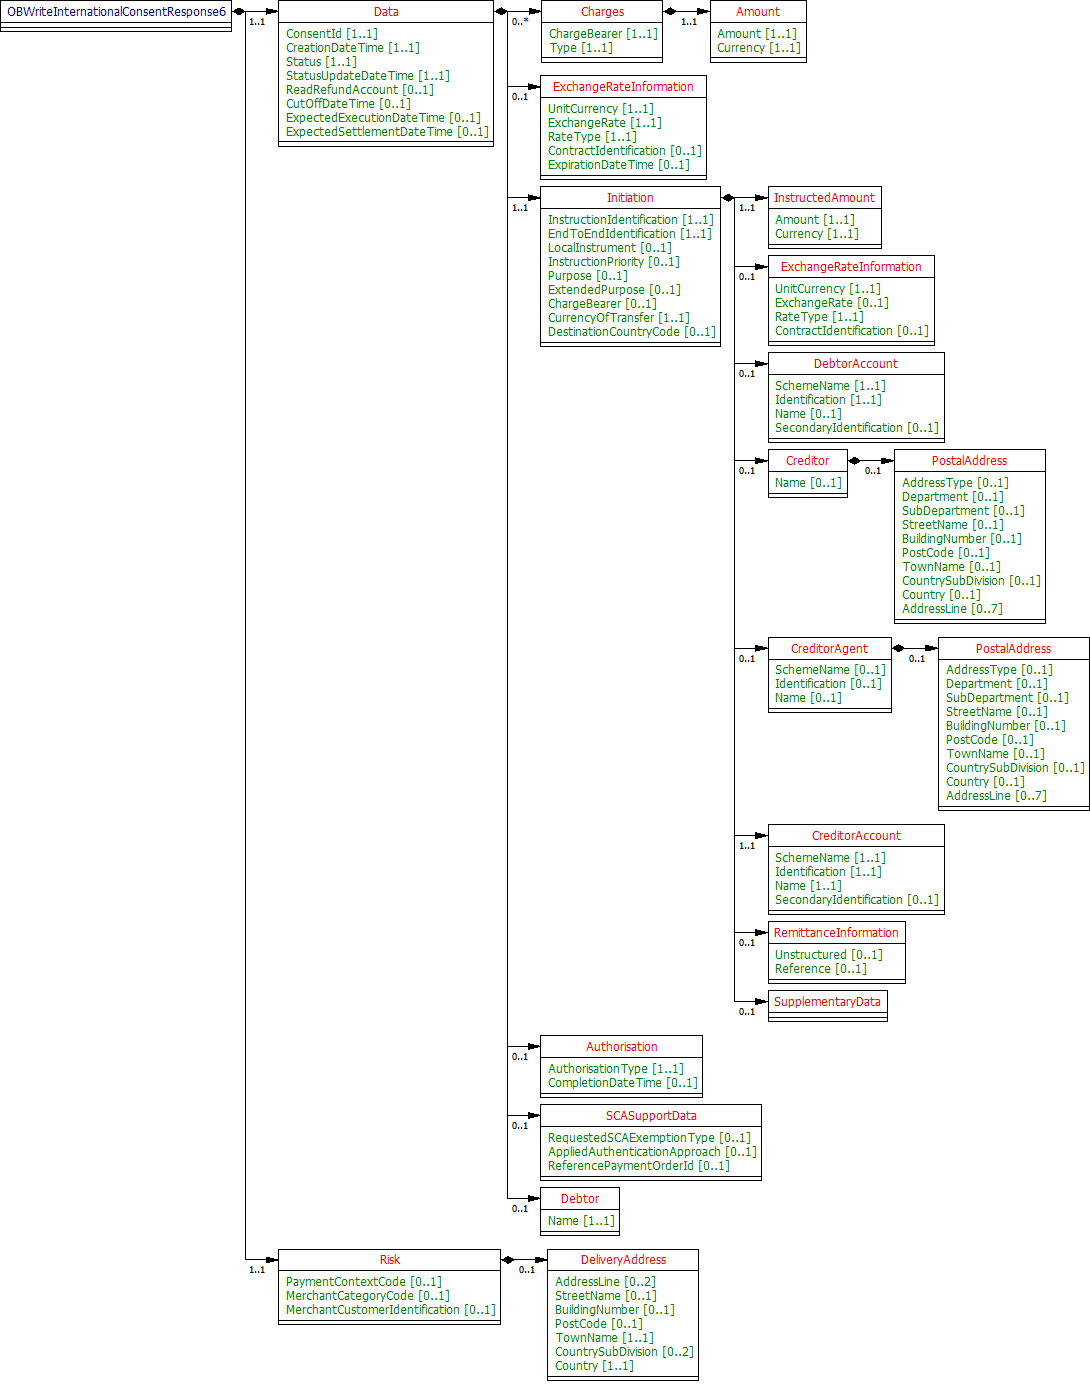 OBWriteInternationalConsentResponse6
1..1
Data
ConsentId [1..1]
CreationDateTime [1..1]
Status [1..1]
StatusUpdateDateTime [1..1]
ReadRefundAccount [0..1]
CutOffDateTime [0..1]
ExpectedExecutionDateTime [0..1]
ExpectedSettlementDateTime [0..1]
0..*
Charges
ChargeBearer [1..1]
Type [1..1]
1..1
Amount
Amount [1..1]
Currency [1..1]
0..1
ExchangeRateInformation
UnitCurrency [1..1]
ExchangeRate [1..1]
RateType [1..1]
ContractIdentification [0..1]
ExpirationDateTime [0..1]
1..1
Initiation
InstructionIdentification [1..1]
EndToEndIdentification [1..1]
LocalInstrument [0..1]
InstructionPriority [0..1]
Purpose [0..1]
ExtendedPurpose [0..1]
ChargeBearer [0..1]
CurrencyOfTransfer [1..1]
DestinationCountryCode [0..1]
1..1
InstructedAmount
Amount [1..1]
Currency [1..1]
0..1
ExchangeRateInformation
UnitCurrency [1..1]
ExchangeRate [0..1]
RateType [1..1]
ContractIdentification [0..1]
0..1
DebtorAccount
SchemeName [1..1]
Identification [1..1]
Name [0..1]
SecondaryIdentification [0..1]
0..1
Creditor
Name [0..1]
0..1
PostalAddress
AddressType [0..1]
Department [0..1]
SubDepartment [0..1]
StreetName [0..1]
BuildingNumber [0..1]
PostCode [0..1]
TownName [0..1]
CountrySubDivision [0..1]
Country [0..1]
AddressLine [0..7]
0..1
CreditorAgent
SchemeName [0..1]
Identification [0..1]
Name [0..1]
0..1
PostalAddress
AddressType [0..1]
Department [0..1]
SubDepartment [0..1]
StreetName [0..1]
BuildingNumber [0..1]
PostCode [0..1]
TownName [0..1]
CountrySubDivision [0..1]
Country [0..1]
AddressLine [0..7]
1..1
CreditorAccount
SchemeName [1..1]
Identification [1..1]
Name [1..1]
SecondaryIdentification [0..1]
0..1
RemittanceInformation
Unstructured [0..1]
Reference [0..1]
0..1
SupplementaryData
0..1
Authorisation
AuthorisationType [1..1]
CompletionDateTime [0..1]
0..1
SCASupportData
RequestedSCAExemptionType [0..1]
AppliedAuthenticationApproach [0..1]
ReferencePaymentOrderId [0..1]
0..1
Debtor
Name [1..1]
1..1
Risk
PaymentContextCode [0..1]
MerchantCategoryCode [0..1]
MerchantCustomerIdentification [0..1]
0..1
DeliveryAddress
AddressLine [0..2]
StreetName [0..1]
BuildingNumber [0..1]
PostCode [0..1]
TownName [1..1]
CountrySubDivision [0..2]
Country [1..1]